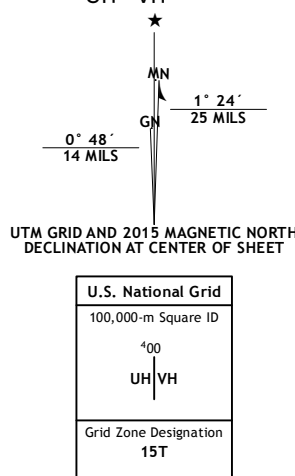 ★
MN
1° 24´
25 MILS
GN
0° 48´
14 MILS
UTM GRID AND 2015 MAGNETIC NORTH
DECLINATION AT CENTER OF SHEET
U.S. National Grid
100,000-m Square ID
⁴00
UH VH
Grid Zone Designation
15T